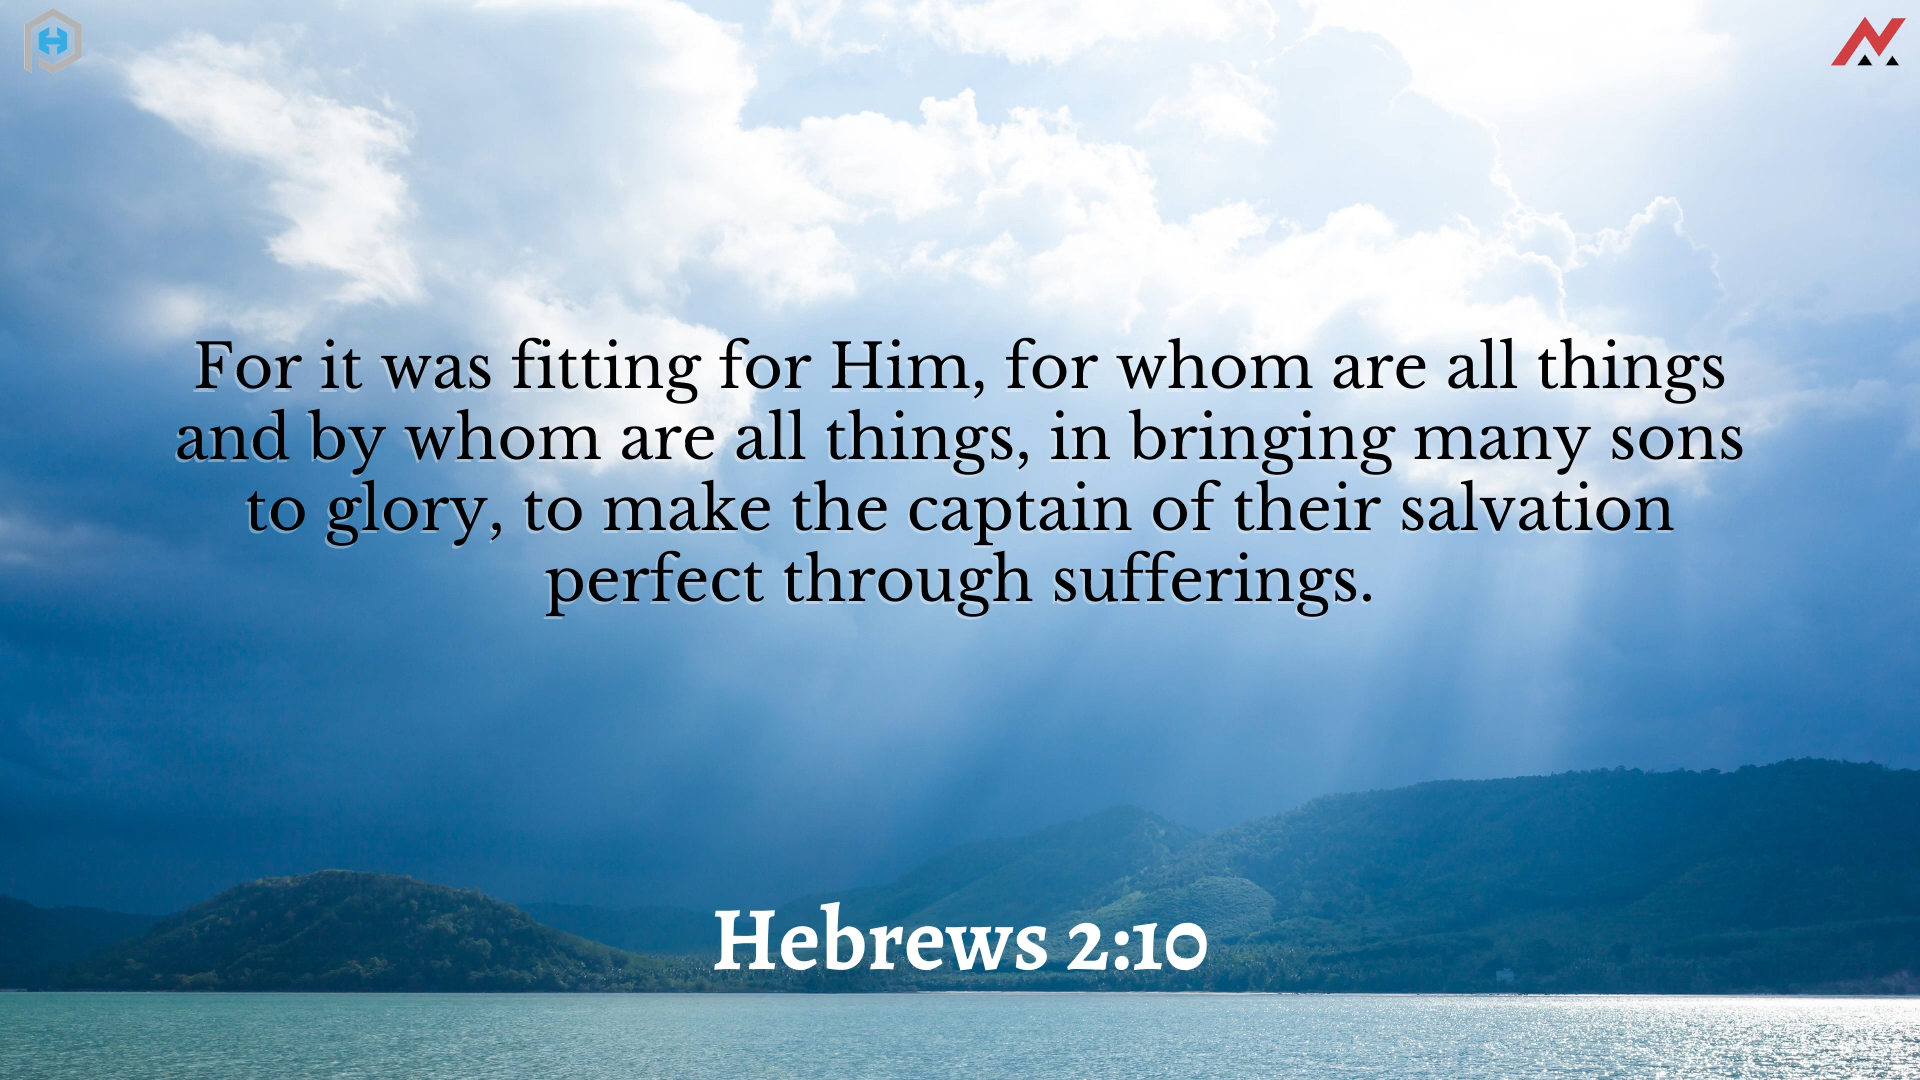 For it was fitting for Him, for whom are all things
and by whom are all things, in bringing many sons
to glory, to make the captain of their salvation
perfect through sufferings.
Hebrews 2:10